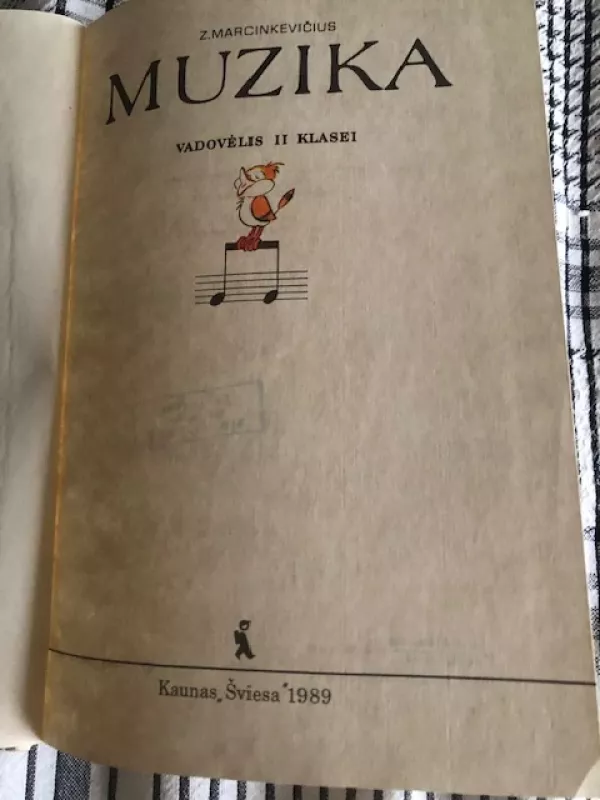 Z. MARCINKEVIČIUS
MUZIKA
VADOVĖLIS II KLASEI
Kaunas „Šviesa“ 1989